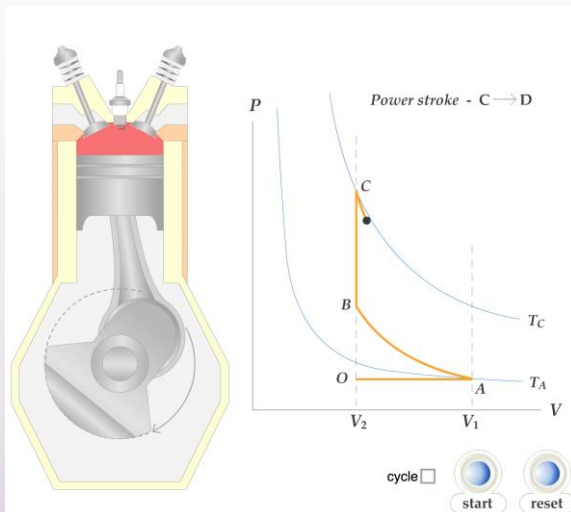 Power stroke - C → D
P
C
B
T_C
O
A
T_A
V
V₂
V₁
cycle
start
reset